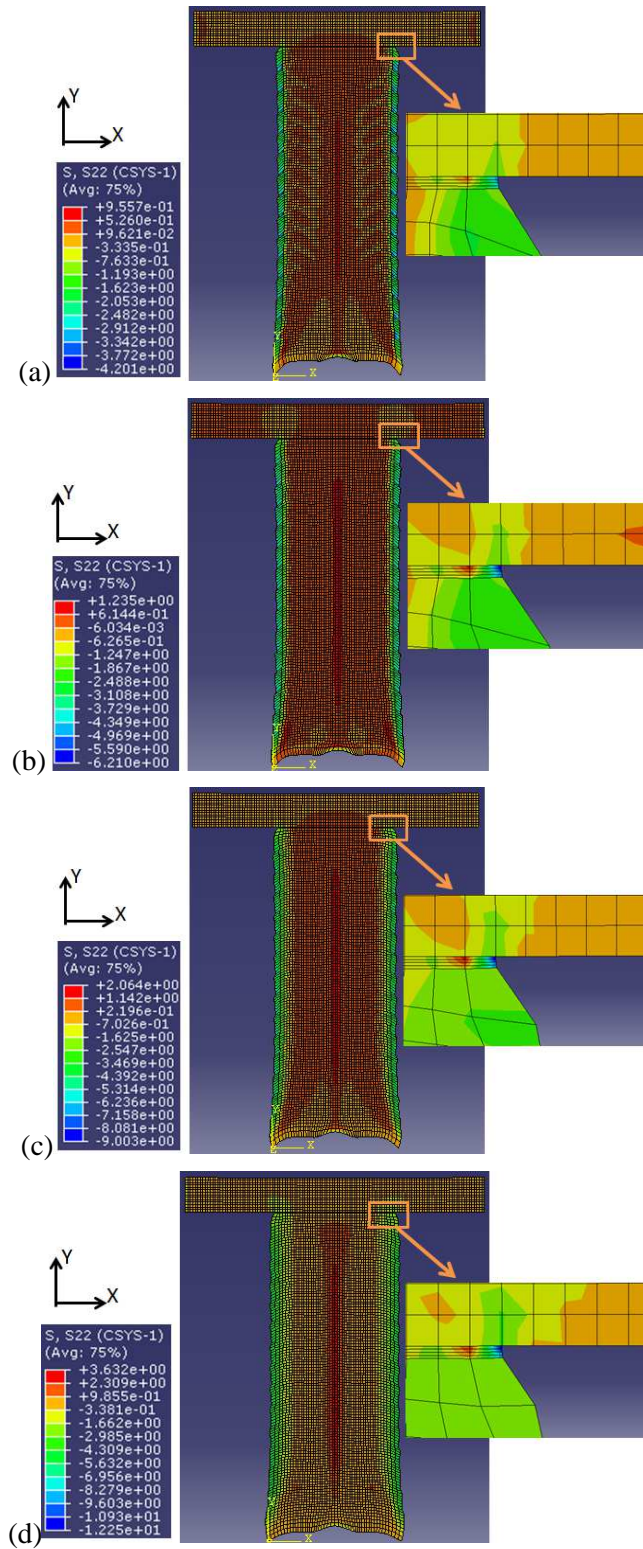 Y
X
S, S22 (CSYS-1)
(Avg: 75%)
+9.557e-01
+5.260e-01
+9.621e-02
-3.335e-01
-7.633e-01
-1.193e+00
-1.623e+00
-2.053e+00
-2.482e+00
-2.912e+00
-3.342e+00
-3.772e+00
-4.201e+00
Y
X
(a)
Y
X
S, S22 (CSYS-1)
(Avg: 75%)
+1.235e+00
+6.144e-01
-6.034e-03
-6.265e-01
-1.247e+00
-1.867e+00
-2.488e+00
-3.108e+00
-3.729e+00
-4.349e+00
-4.969e+00
-5.590e+00
-6.210e+00
Y
X
(b)
Y
X
S, S22 (CSYS-1)
(Avg: 75%)
+2.064e+00
+1.142e+00
+2.196e-01
-7.026e-01
-1.625e+00
-2.547e+00
-3.469e+00
-4.392e+00
-5.314e+00
-6.236e+00
-7.158e+00
-8.081e+00
-9.003e+00
Y
X
(c)
Y
X
S, S22 (CSYS-1)
(Avg: 75%)
+3.632e+00
+2.309e+00
+9.855e-01
-3.381e-01
-1.662e+00
-2.985e+00
-4.309e+00
-5.632e+00
-6.956e+00
-8.279e+00
-9.603e+00
-1.093e+01
-1.225e+01
Y
X
(d)